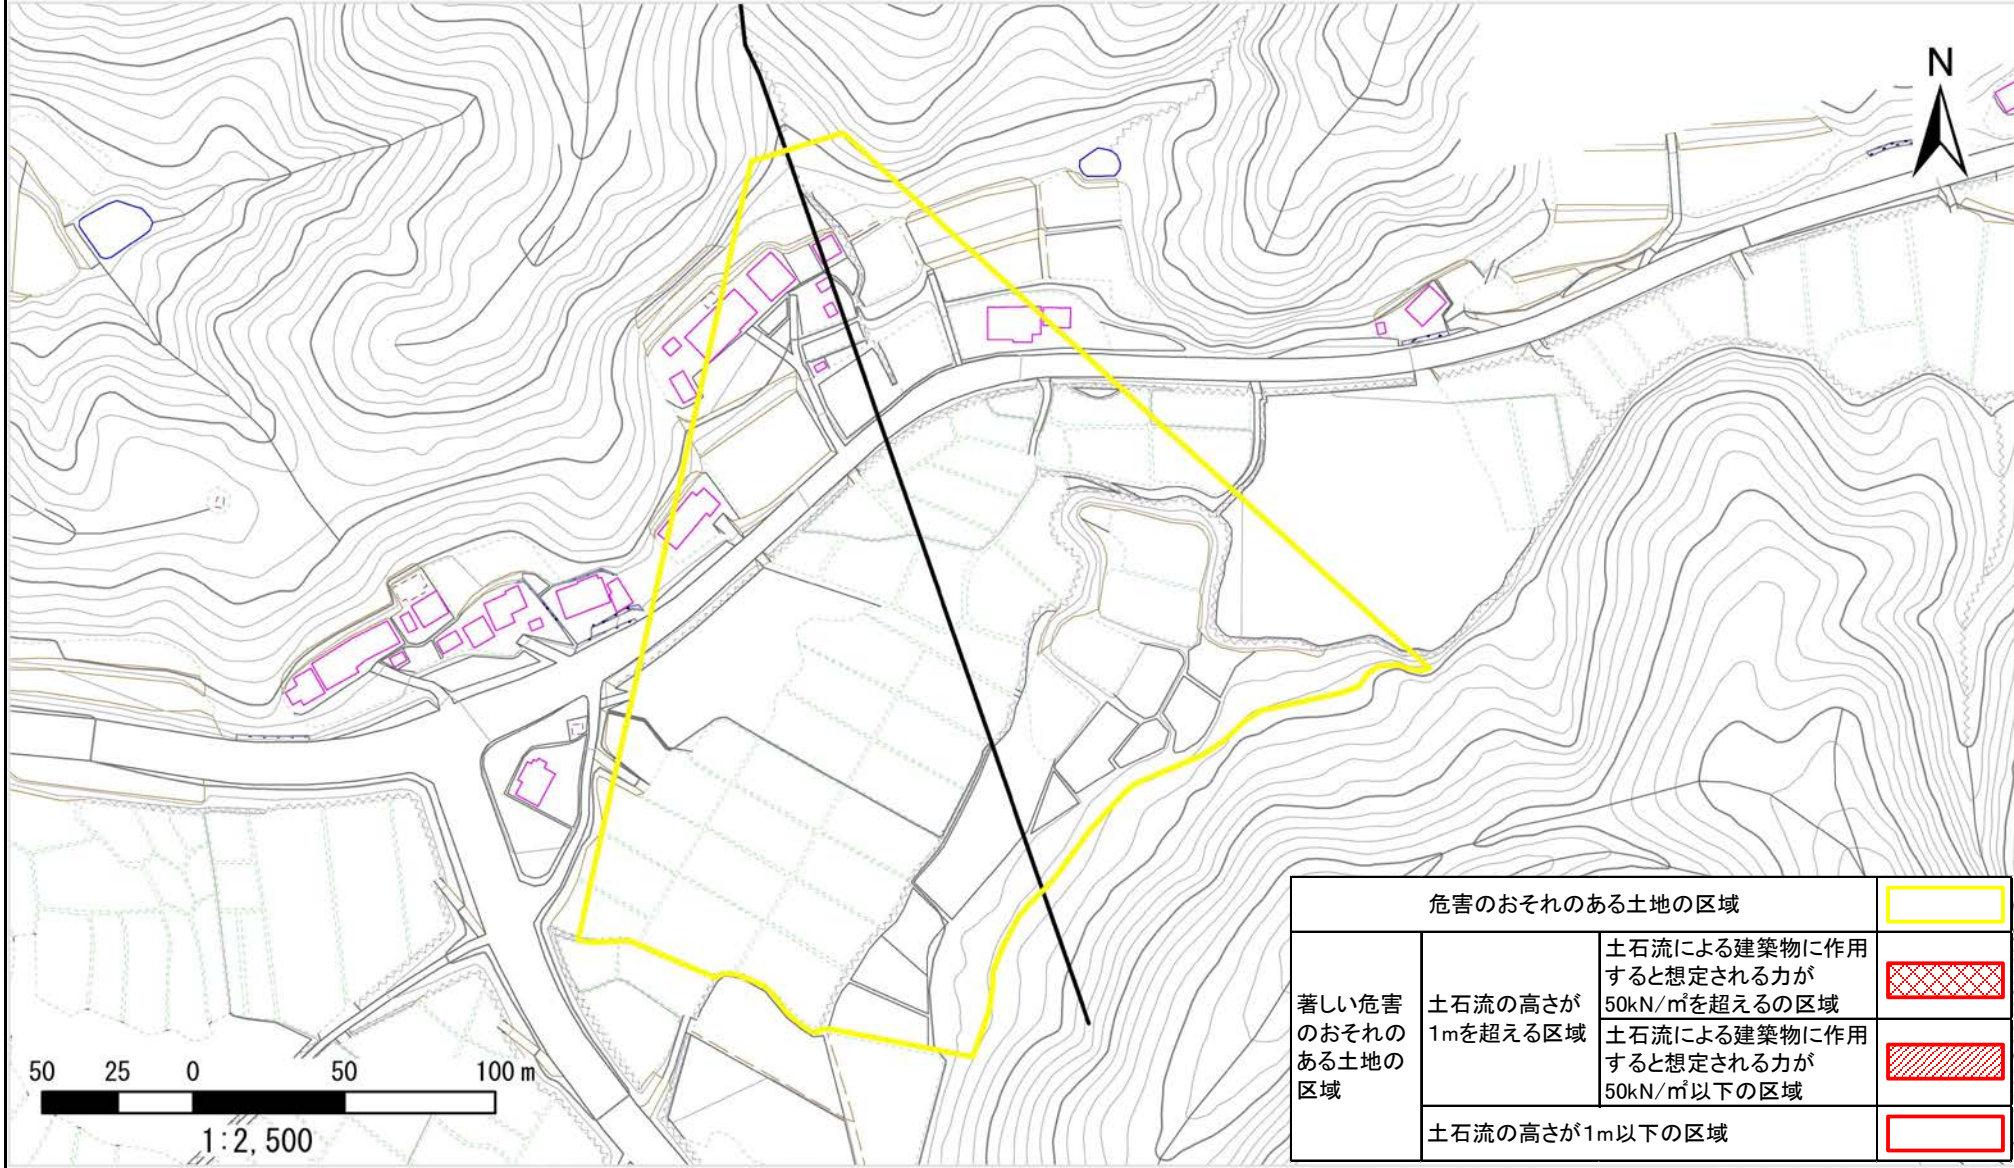 N
危害のおそれのある土地の区域
著しい危害
のおそれの
ある土地の
区域
土石流の高さが
1mを超える区域
土石流による建築物に作用
すると想定される力が
50kN/㎡を超えるの区域
土石流による建築物に作用
すると想定される力が
50kN/㎡以下の区域
土石流の高さが1m以下の区域
50 25 0 50 100 m
1:2,500